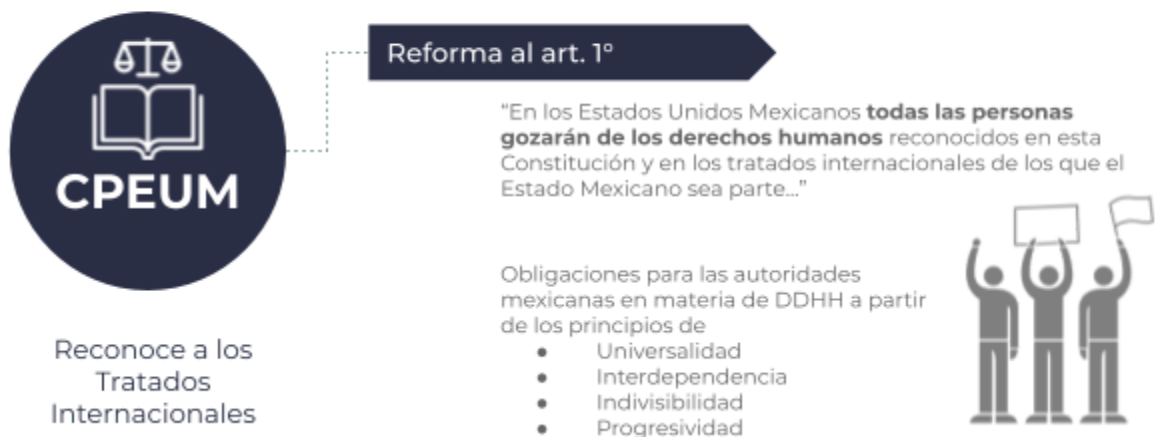 CPEUM
Reconoce a los
Tratados
Internacionales
Reforma al art. 1°
“En los Estados Unidos Mexicanos todas las personas
gozarán de los derechos humanos reconocidos en esta
Constitución y en los tratados internacionales de los que el
Estado Mexicano sea parte...”
Obligaciones para las autoridades
mexicanas en materia de DDHH a partir
de los principios de
● Universalidad
● Interdependencia
● Indivisibilidad
● Progresividad